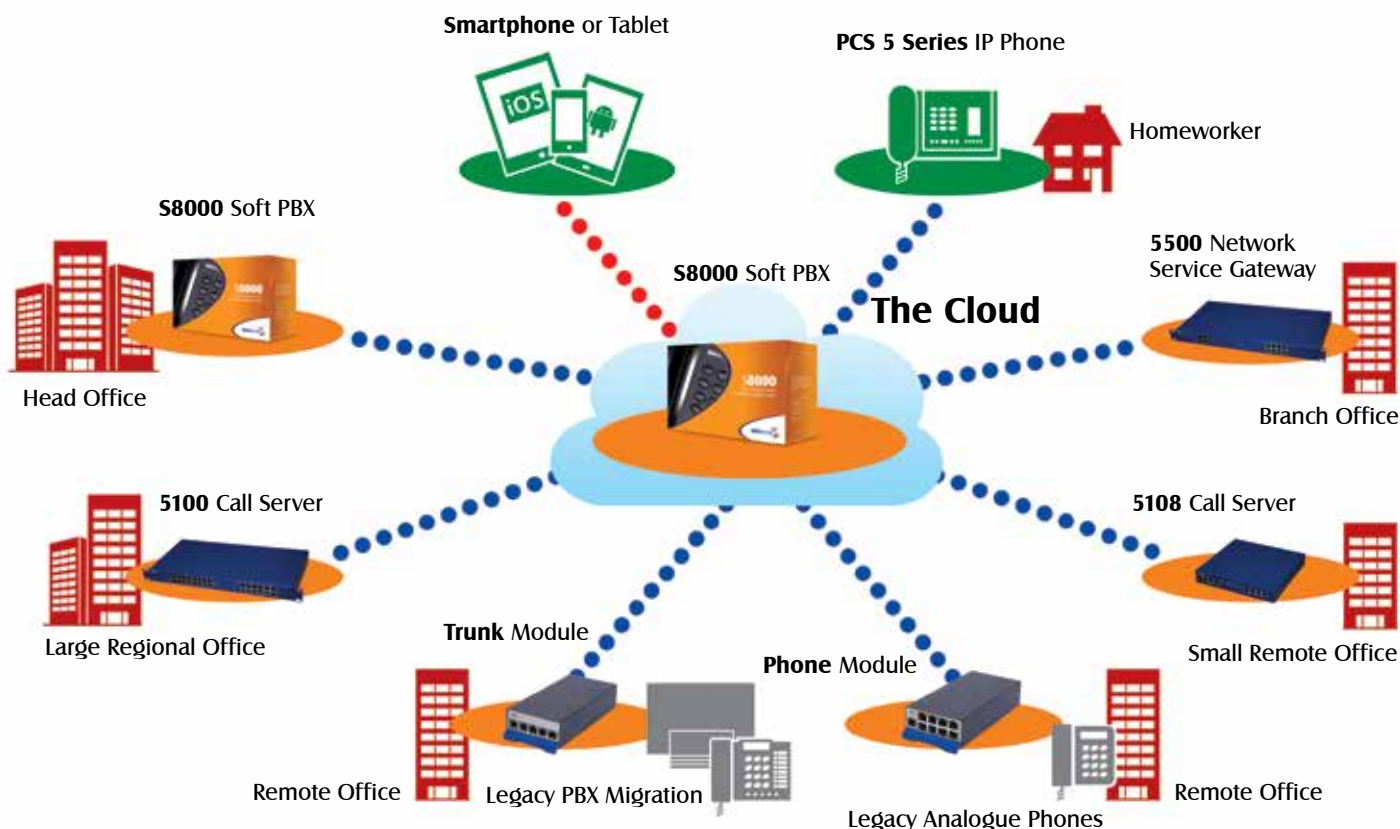 Smartphone or Tablet
PCS 5 Series IP Phone
iOS
Homeworker
S8000 Soft PBX
S8000
Head Office
S8000 Soft PBX
The Cloud
S8000
5500 Network
Service Gateway
Branch Office
5100 Call Server
Large Regional Office
5108 Call Server
Small Remote Office
Trunk Module
Remote Office
Legacy PBX Migration
Phone Module
Legacy Analogue Phones
Remote Office